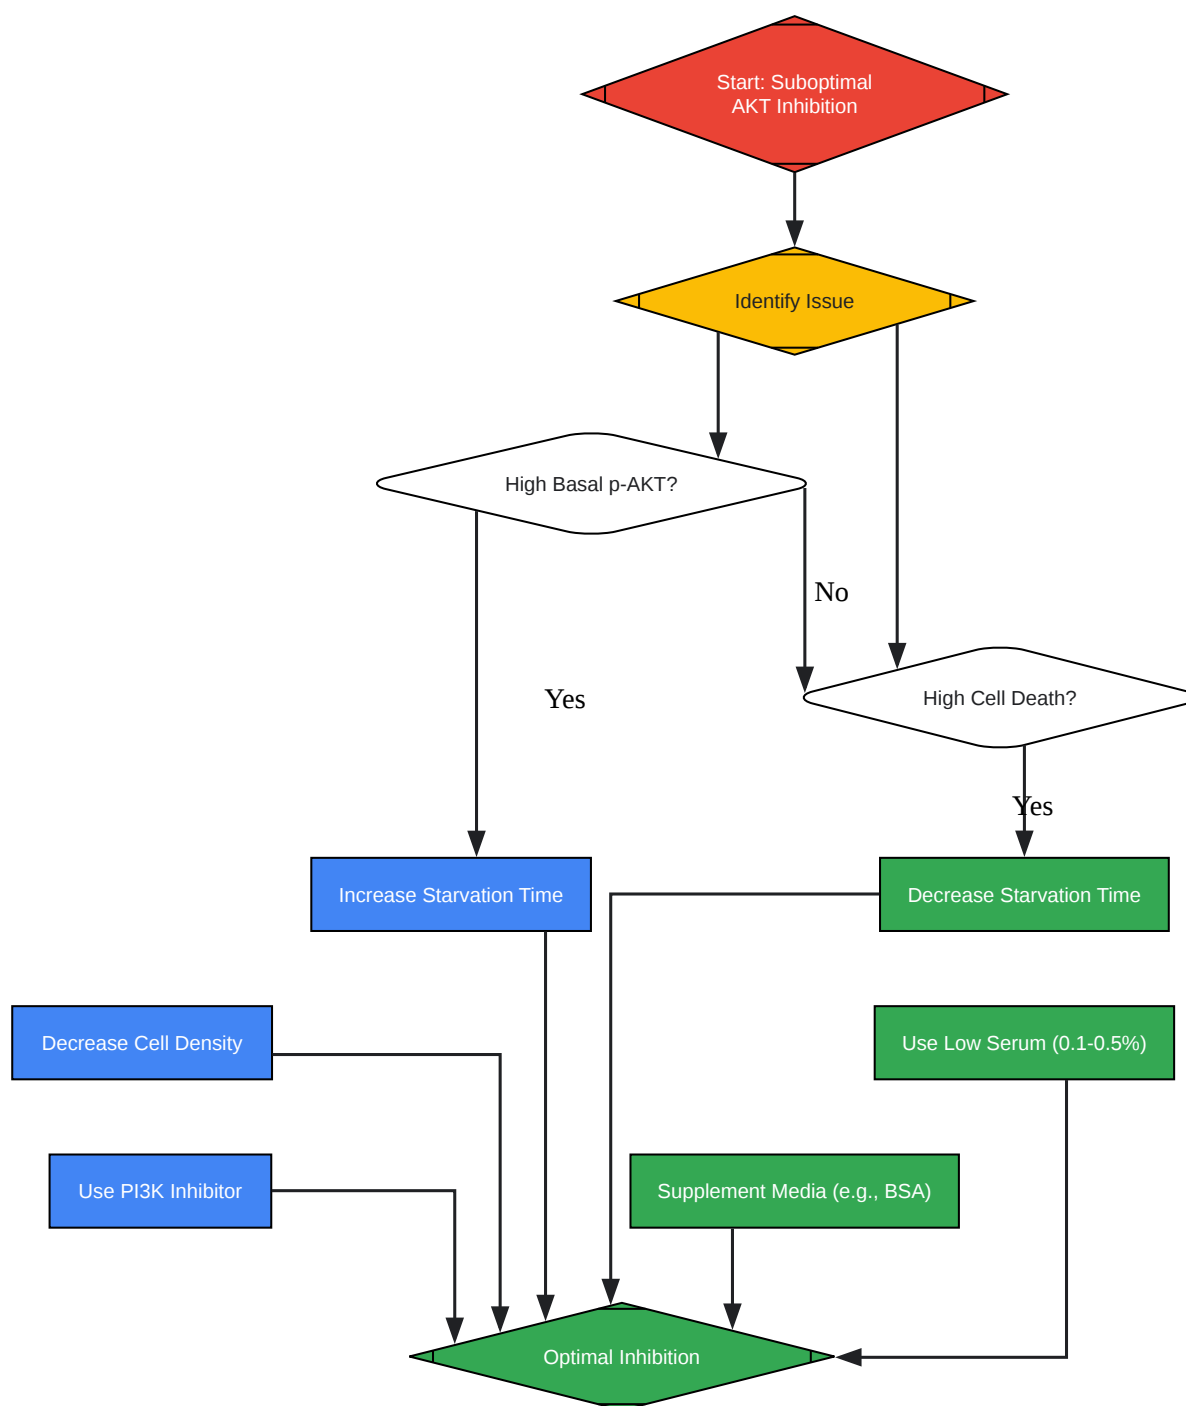 Start: Suboptimal
AKT Inhibition
Identify Issue
High Basal p-AKT?
No
High Cell Death?
Yes
Yes
Increase Starvation Time
Decrease Starvation Time
Decrease Cell Density
Use Low Serum (0.1-0.5%)
Use PI3K Inhibitor
Supplement Media (e.g., BSA)
Optimal Inhibition